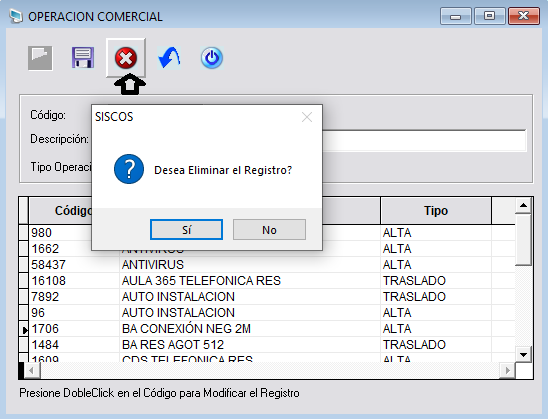 OPERACION COMERCIAL
SISCOS
Desea Eliminar el Registro?
Sí No
Código:
Descripción:
Tipo Operaci
Código Tipo
980 ALTA
1662 ANTIVIRUS ALTA
58437 ANTIVIRUS ALTA
16108 AULA 365 TELEFONICA RES TRASLADO
7892 AUTO INSTALACION TRASLADO
96 AUTO INSTALACION ALTA
1706 BA CONEXIÓN NEG 2M ALTA
1484 BA RES AGOT 512 TRASLADO
1609 CDS TELEFONICA RES ALTA
Presione DobleClick en el Código para Modificar el Registro